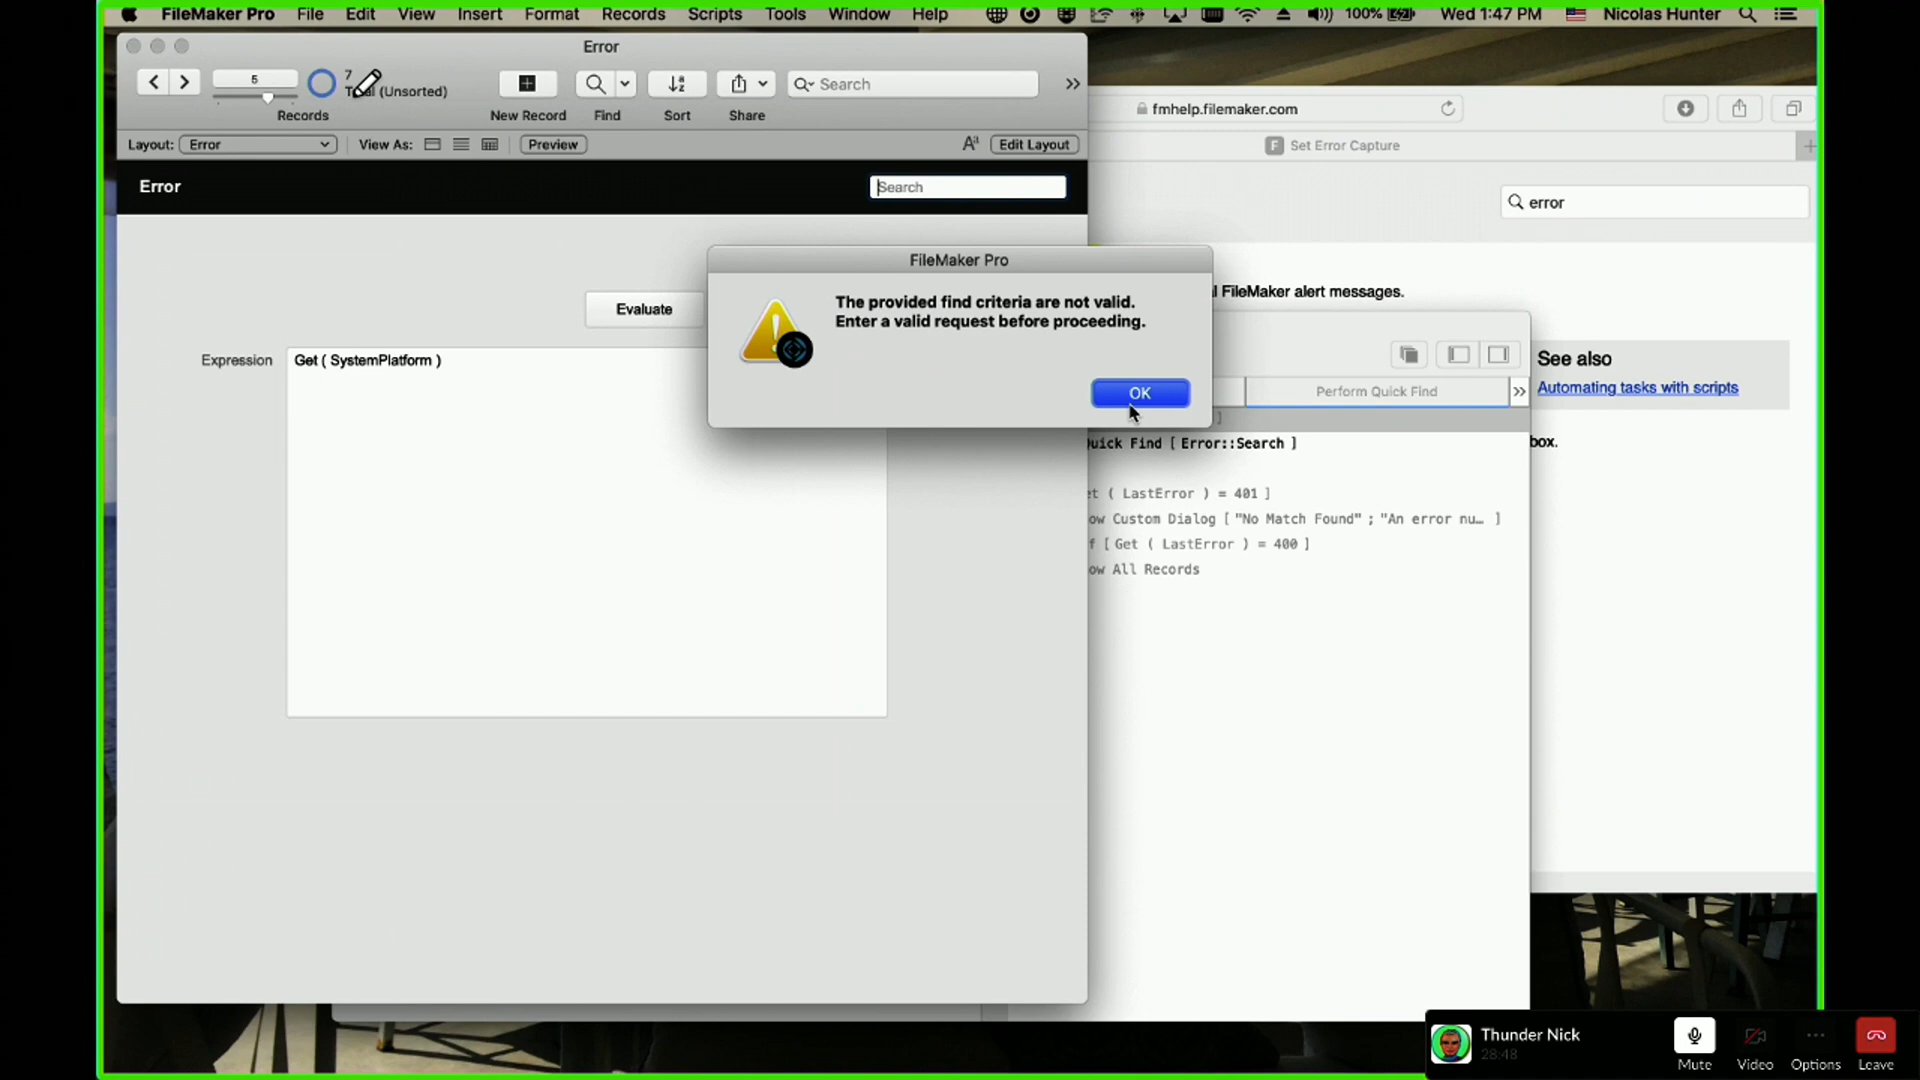 FileMaker Pro File Edit View Insert Format Records Scripts Tools Window Help 100% Wed 1:47 PM Nicolas Hunter
Error
5 7
(Unsorted)
Search
Records New Record Find Sort Share
Layout: Error View As: Preview Edit Layout
Error
Search
Evaluate
Expression Get ( SystemPlatform )
FileMaker Pro
The provided find criteria are not valid.
Enter a valid request before proceeding.
OK
fmhelp.filemaker.com
Set Error Capture
error
l FileMaker alert messages.
See also
Automating tasks with scripts
box.
Perform Quick Find
]
uick Find [ Error::Search ]
et ( LastError ) = 401 ]
ow Custom Dialog [ "No Match Found" ; "An error nu… ]
f [ Get ( LastError ) = 400 ]
ow All Records
Thunder Nick
28:48
Mute Video Options Leave